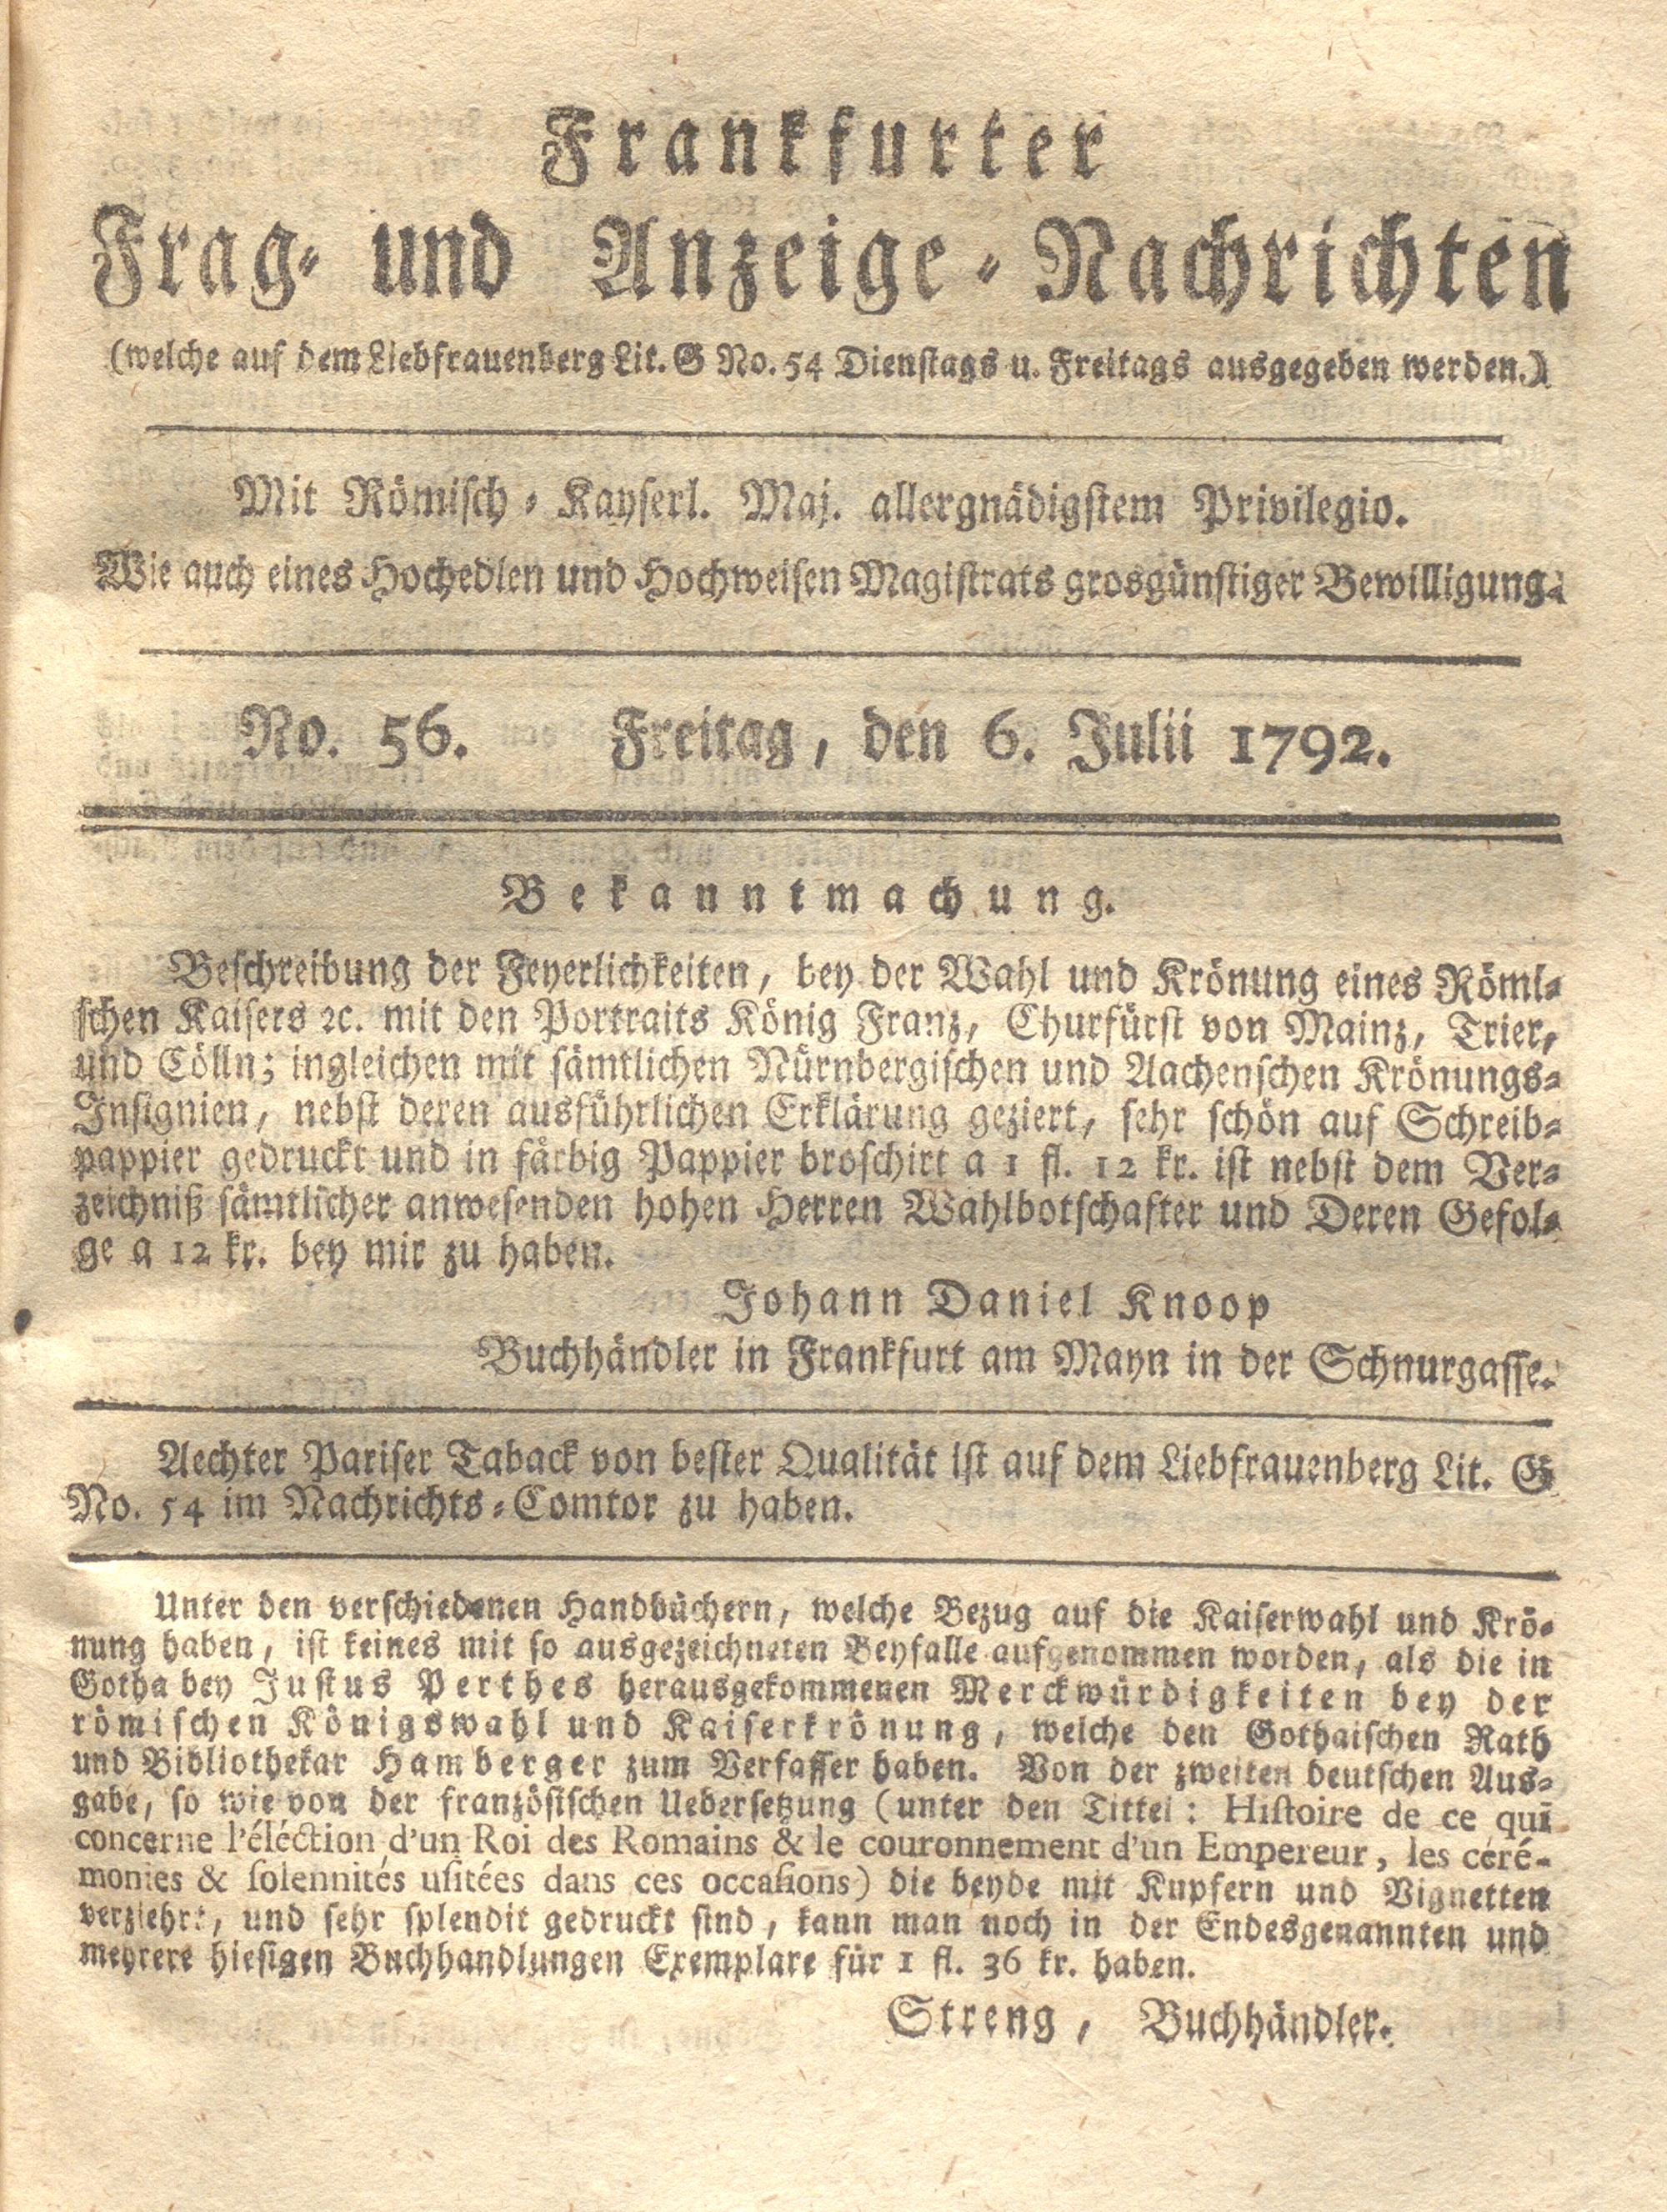 Frankfurter
Frag- und Anzeige-Nachrichten
(welche auf dem Liebfrauenberg Lit. G No. 54 Dienstags u. Freitags ausgegeben werden.)
Mit Römisch-Kayserl. Maj. allergnädigstem Privilegio.
Wie auch eines Hochedlen und Hochweisen Magistrats grosgünstiger Bewilligung.
No. 56. Freitag, den 6. Julii 1792.
Bekanntmachung.
Beschreibung der Feyerlichkeiten, bey der Wahl und Krönung eines Römi-
schen Kaisers ꝛc. mit den Portraits König Franz, Churfürst von Mainz, Trier,
und Cölln; ingleichen mit sämtlichen Nürnbergischen und Aachenschen Krönungs-
Insignien, nebst deren ausführlichen Erklärung geziert, sehr schön auf Schreib-
pappier gedruckt und in färbig Pappier broschirt a 1 fl. 12 kr. ist nebst dem Ver-
zeichniß sämtlicher anwesenden hohen Herren Wahlbotschafter und Deren Gefol-
ge a 12 kr. bey mir zu haben.
Johann Daniel Knoop
Buchhändler in Frankfurt am Mayn in der Schnurgasse.
Aechter Pariser Taback von bester Qualität ist auf dem Liebfrauenberg Lit. G
No. 54 im Nachrichts-Comtor zu haben.
Unter den verschiedenen Handbüchern, welche Bezug auf die Kaiserwahl und Krö-
nung haben, ist keines mit so ausgezeichneten Beyfalle aufgenommen worden, als die in
Gotha bey Justus Perthes herausgekommenen Merckwürdigkeiten bey der
römischen Königswahl und Kaiserkrönung, welche den Gothaischen Rath
und Bibliothekar Hamberger zum Verfasser haben. Von der zweiten deutschen Aus-
gabe, so wie von der französischen Uebersetzung (unter den Tittel: Hiſtoire de ce qui
concerne l'éléction d'un Roi des Romains & le couronnement d'un Empereur, les céré-
monies & ſolennités uſitées dans ces occaſions) die beyde mit Kupfern und Vignetten
verziehrt, und sehr splendit gedruckt sind, kann man noch in der Endesgenannten und
mehrere hiesigen Buchhandlungen Exemplare für 1 fl. 36 kr. haben.
Streng, Buchhändler.